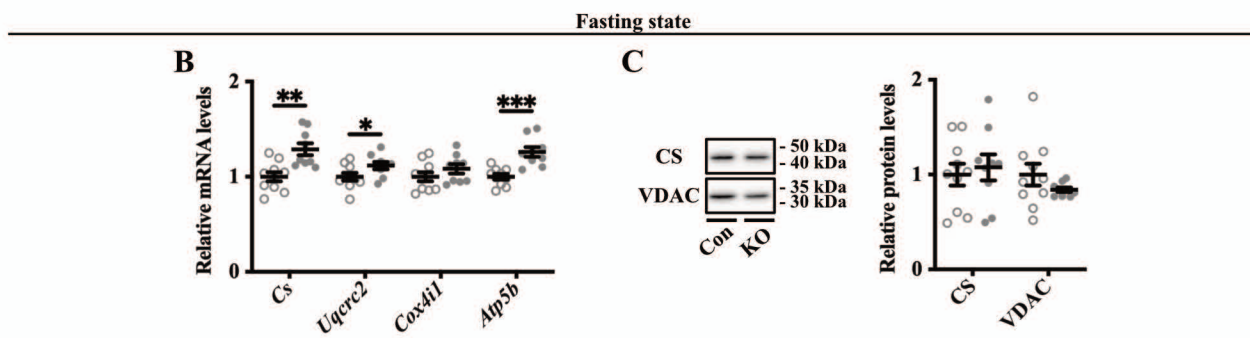 Fasting state
B
Relative mRNA levels
2
1
0
**
*
***
Cs
Uqcrc2
Cox4i1
Atp5b
C
CS
VDAC
- 50 kDa
- 40 kDa
- 35 kDa
- 30 kDa
Con
KO
Relative protein levels
2
1
0
CS
VDAC